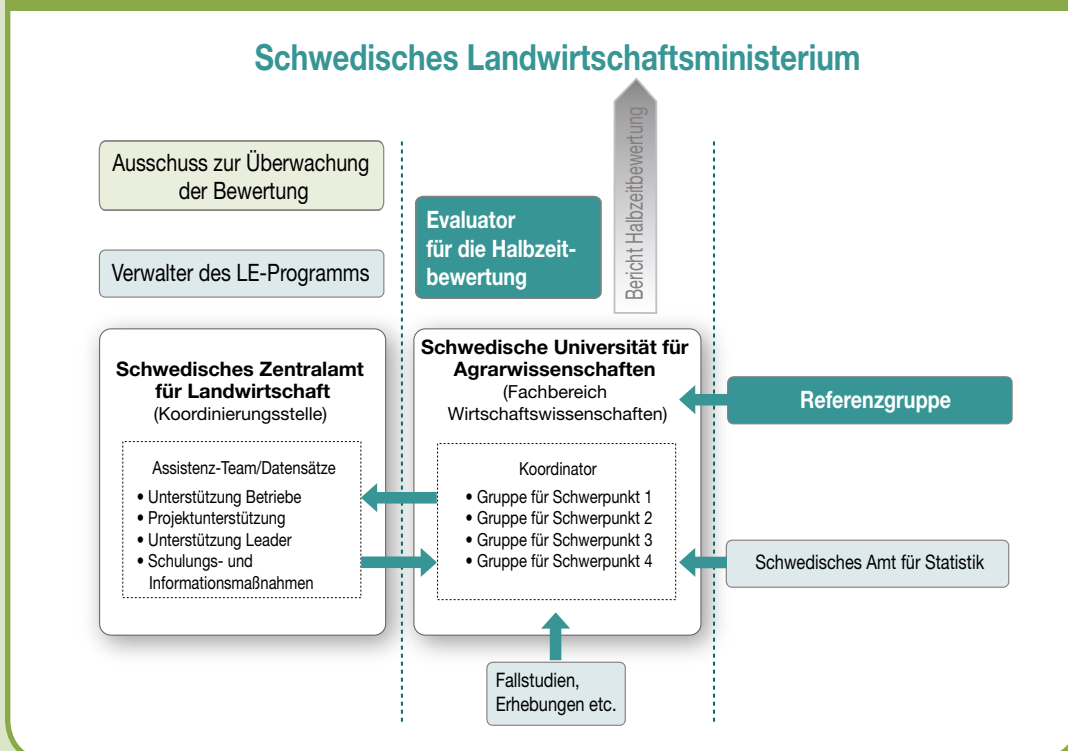 Schwedisches Landwirtschaftsministerium
Ausschuss zur Überwachung
der Bewertung
Verwalter des LE-Programms
Evaluator
für die Halbzeit-
bewertung
Bericht Halbzeitbewertung
Schwedisches Zentralamt
für Landwirtschaft
(Koordinierungsstelle)
Assistenz-Team/Datensätze
• Unterstützung Betriebe
• Projektunterstützung
• Unterstützung Leader
• Schulungs- und
Informationsmaßnahmen
Schwedische Universität für
Agrarwissenschaften
(Fachbereich
Wirtschaftswissenschaften)
Koordinator
• Gruppe für Schwerpunkt 1
• Gruppe für Schwerpunkt 2
• Gruppe für Schwerpunkt 3
• Gruppe für Schwerpunkt 4
Referenzgruppe
Schwedisches Amt für Statistik
Fallstudien,
Erhebungen etc.